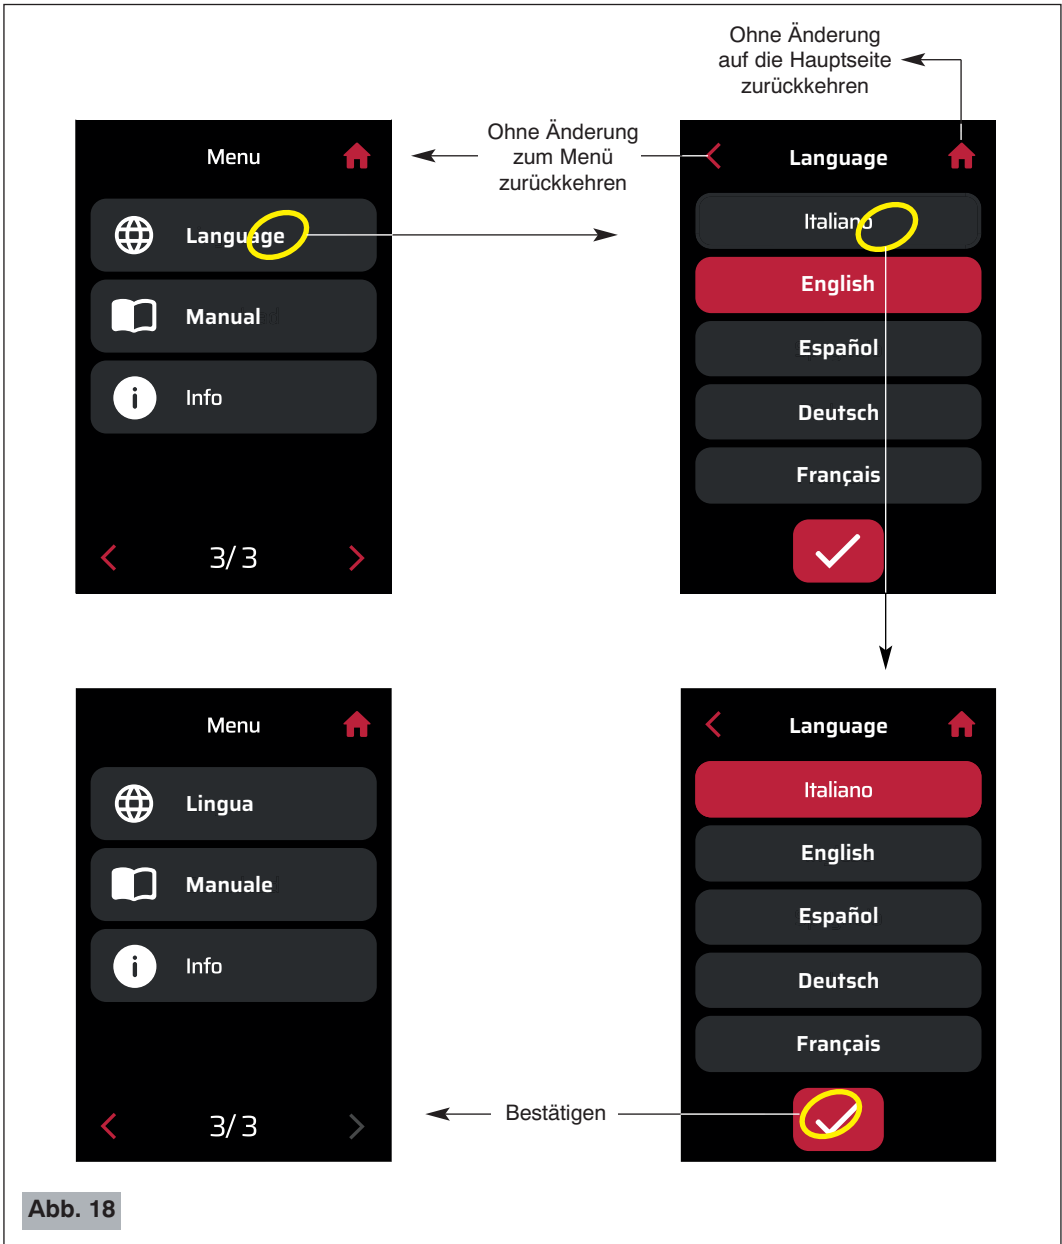 Ohne Änderung
auf die Hauptseite
zurückkehren
Ohne Änderung
zum Menü
zurückkehren
Menu
Language
Manual
Info
3/3
Language
Italiano
English
Español
Deutsch
Français
Menu
Lingua
Manuale
Info
3/3
Language
Italiano
English
Español
Deutsch
Français
Bestätigen
Abb. 18